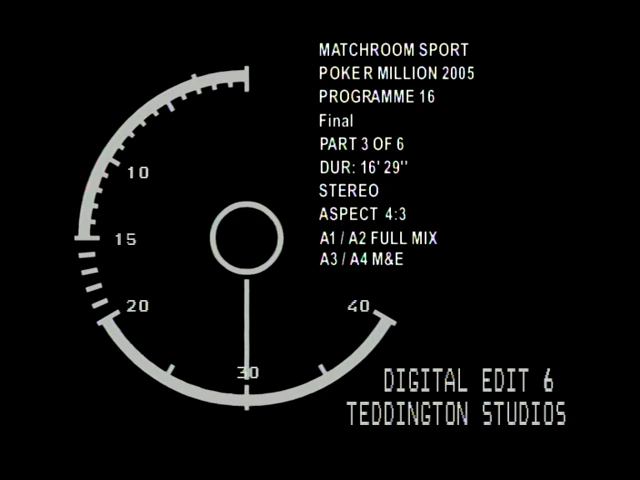 MATCHROOM SPORT
POKER MILLION 2005
PROGRAMME 16
Final
PART 3 OF 6
DUR: 16' 29''
STEREO
ASPECT 4:3
A1 / A2 FULL MIX
A3 / A4 M&E
10
15
20
30
40
DIGITAL EDIT 6
TEDDINGTON STUDIOS